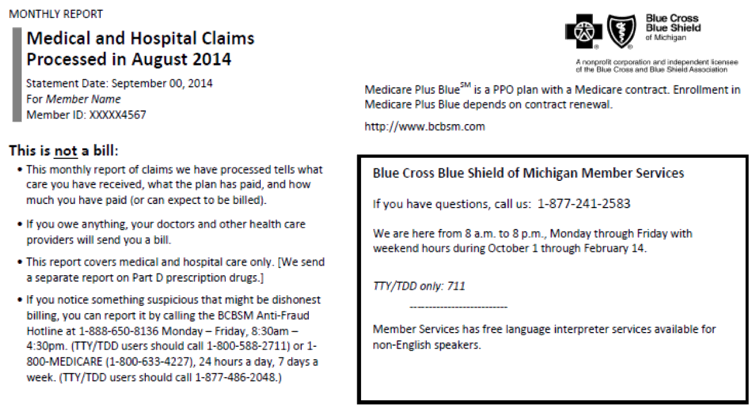 MONTHLY REPORT
Medical and Hospital Claims
Processed in August 2014
Statement Date: September 00, 2014
For Member Name
Member ID: XXXXX4567
This is not a bill:
• This monthly report of claims we have processed tells what
care you have received, what the plan has paid, and how
much you have paid (or can expect to be billed).
• If you owe anything, your doctors and other health care
providers will send you a bill.
• This report covers medical and hospital care only. [We send
a separate report on Part D prescription drugs.]
• If you notice something suspicious that might be dishonest
billing, you can report it by calling the BCBSM Anti-Fraud
Hotline at 1-888-650-8136 Monday – Friday, 8:30am –
4:30pm. (TTY/TDD users should call 1-800-588-2711) or 1-
800-MEDICARE (1-800-633-4227), 24 hours a day, 7 days a
week. (TTY/TDD users should call 1-877-486-2048.)
Blue Cross
Blue Shield
of Michigan
A nonprofit corporation and independent licensee
of the Blue Cross and Blue Shield Association
Medicare Plus Blue℠ is a PPO plan with a Medicare contract. Enrollment in
Medicare Plus Blue depends on contract renewal.
http://www.bcbsm.com
Blue Cross Blue Shield of Michigan Member Services
If you have questions, call us: 1-877-241-2583
We are here from 8 a.m. to 8 p.m., Monday through Friday with
weekend hours during October 1 through February 14.
TTY/TDD only: 711
-------------------------
Member Services has free language interpreter services available for
non-English speakers.